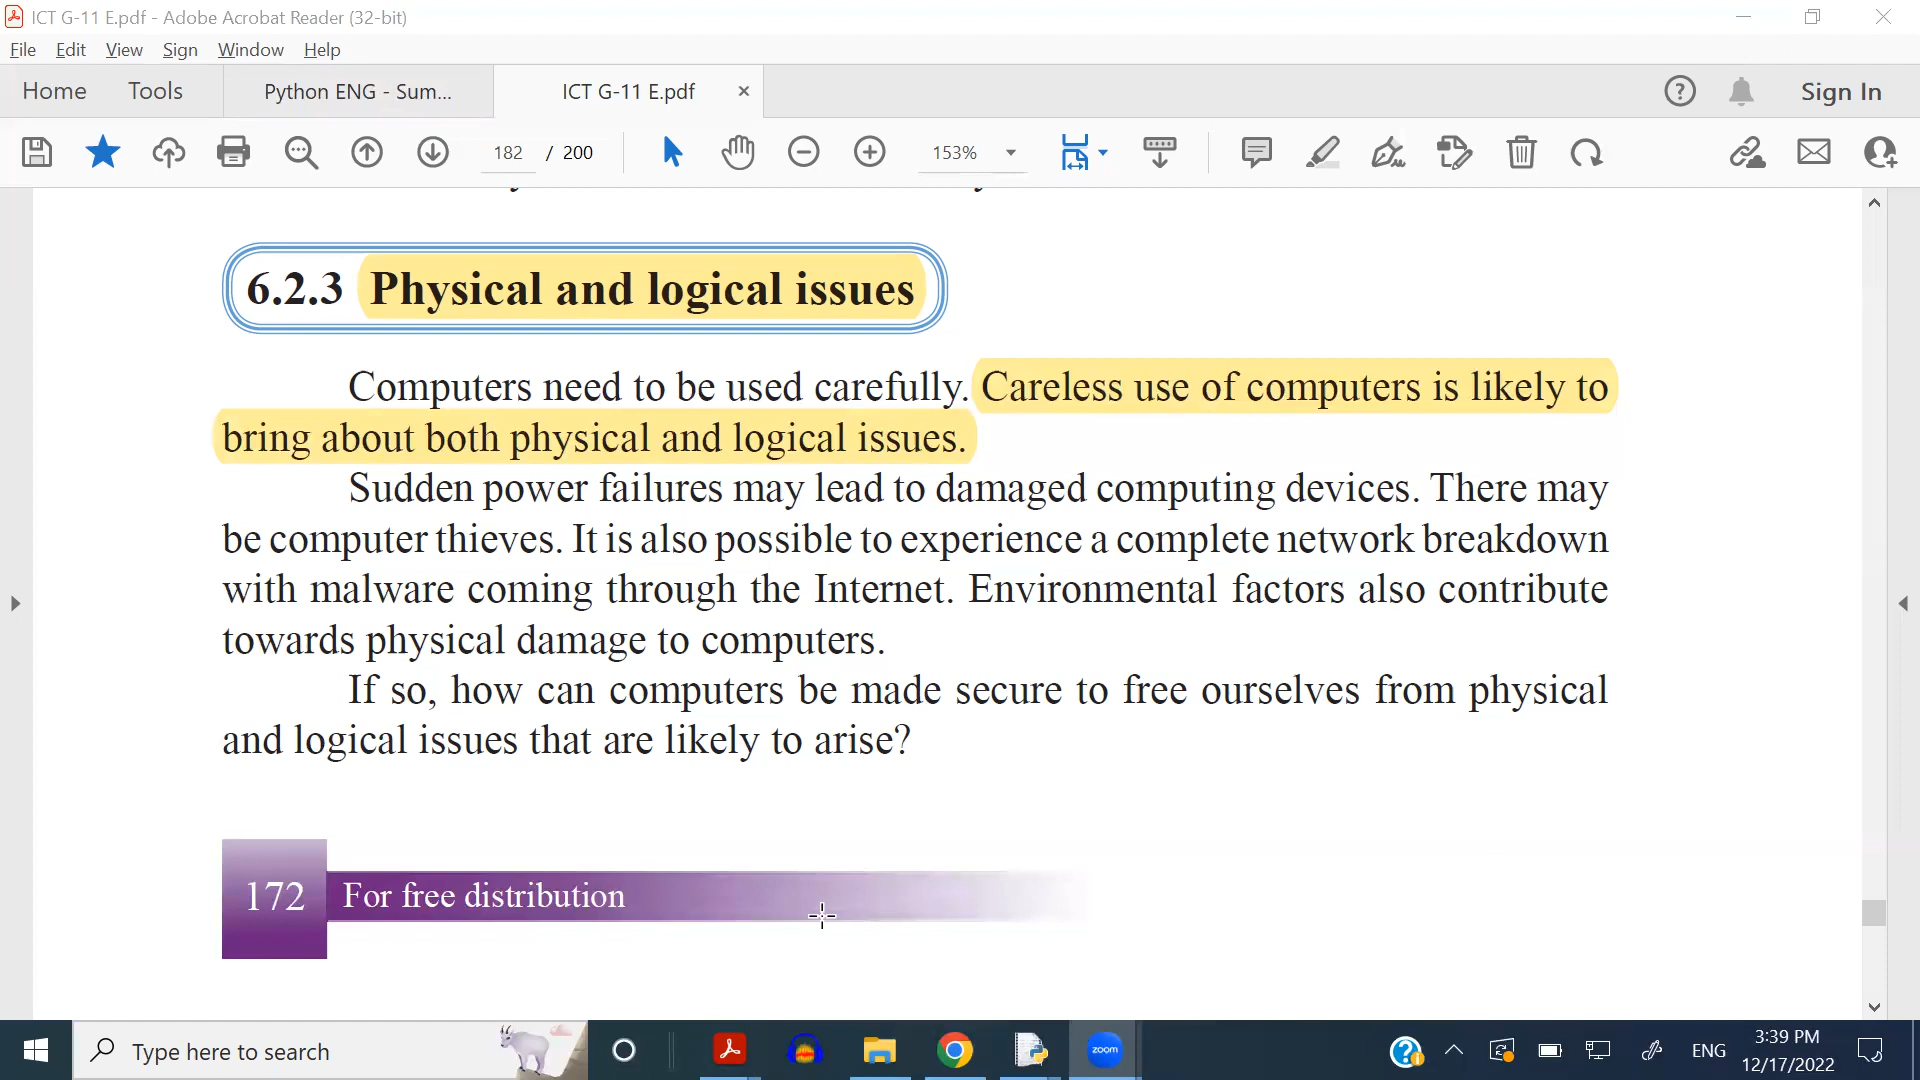 ICT G-11 E.pdf - Adobe Acrobat Reader (32-bit)
File Edit View Sign Window Help
Home Tools Python ENG - Sum... ICT G-11 E.pdf × Sign In
182 / 200 153%
6.2.3 Physical and logical issues
Computers need to be used carefully. Careless use of computers is likely to
bring about both physical and logical issues.
Sudden power failures may lead to damaged computing devices. There may
be computer thieves. It is also possible to experience a complete network breakdown
with malware coming through the Internet. Environmental factors also contribute
towards physical damage to computers.
If so, how can computers be made secure to free ourselves from physical
and logical issues that are likely to arise?
172 For free distribution
Type here to search
zoom
ENG
3:39 PM
12/17/2022